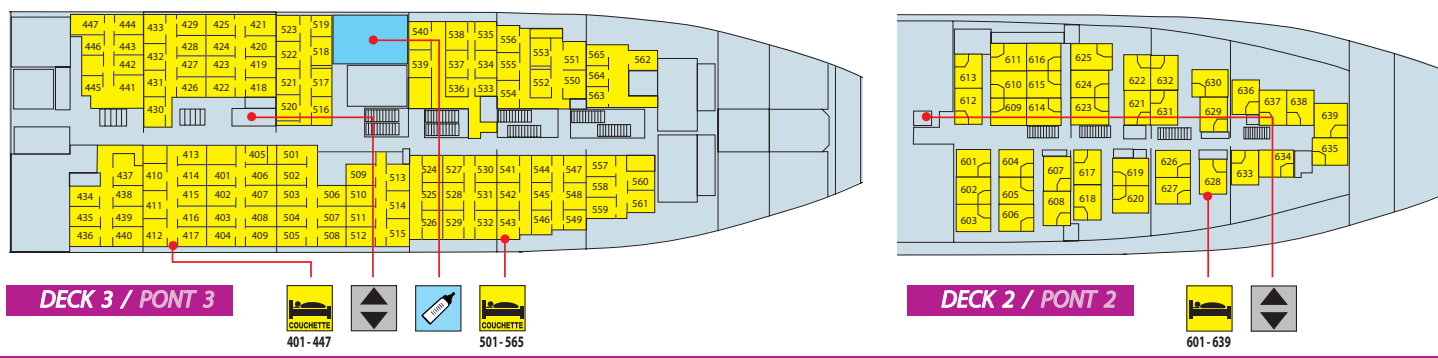 447 444 433 429 425 421 523 519 540 538 535 556 553 551 565 562
446 443 432 428 424 420 522 518 539 537 534 555 552 550 564
442 431 427 423 419 521 517 536 533 554 563
445 441 430 426 422 418 520 516
413 405 501 509 513 524 527 530 541 544 547 557 560
437 410 414 401 406 502 510 514 525 528 531 542 545 548 558 561
434 438 411 415 402 407 503 506 511 515 526 529 532 543 546 549 559
435 439 416 403 408 504 507 512
436 440 412 417 404 409 505 508
DECK 3 / PONT 3
COUCHETTE
401 - 447
COUCHETTE
501 - 565
611 616 625 622 632 630 636 637 638 639
613 610 615 624 621 631 629 635
612 609 614 623
601 604 607 617 619 626 628 633 634
602 605 608 618 620 627
603 606
DECK 2 / PONT 2
601 - 639